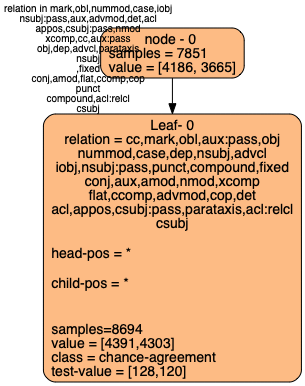 relation in mark,obl,nummod,case,iobj
nsubj:pass,aux,advmod,det,acl
appos,csubj:pass,nmod
xcomp,cc,aux:pass
obj,dep,advcl,parataxis
nsubj
,fixed
conj,amod,flat,ccomp,cop
punct
compound,acl:relcl
csubj
node - 0
samples = 7851
value = [4186, 3665]
Leaf- 0
relation = cc,mark,obl,aux:pass,obj
nummod,case,dep,nsubj,advcl
iobj,nsubj:pass,punct,compound,fixed
conj,aux,amod,nmod,xcomp
flat,ccomp,advmod,cop,det
acl,appos,csubj:pass,parataxis,acl:relcl
csubj
head-pos = *
child-pos = *
samples=8694
value = [4391,4303]
class = chance-agreement
test-value = [128,120]